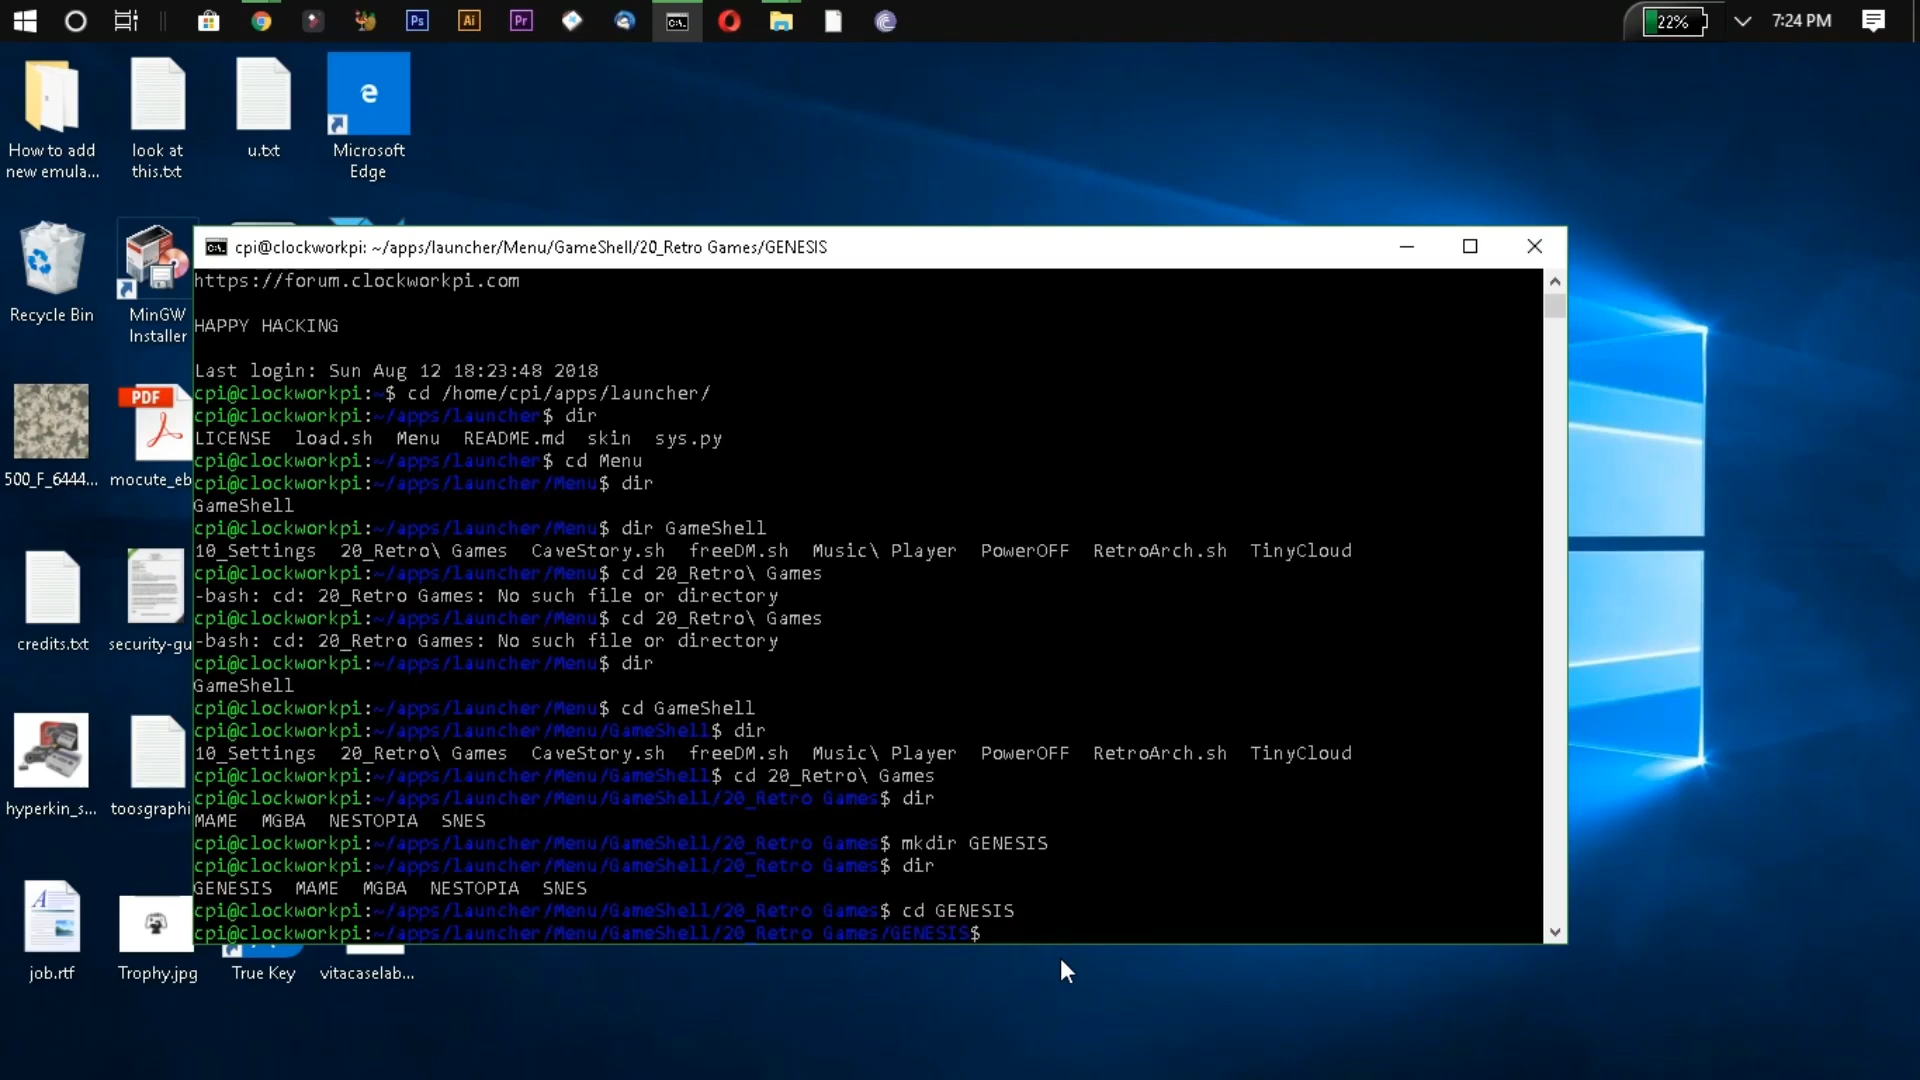 Ps
Ai
Pr
22%
7:24 PM
How to add
new emula...
look at
this.txt
u.txt
Microsoft
Edge
Recycle Bin
MinGW
Installer
500_F_6444...
PDF
mocute_eb
credits.txt
security-gu
hyperkin_s...
toosgraphi
job.rtf
Trophy.jpg
True Key
vitacaselab...
cpi@clockworkpi: ~/apps/launcher/Menu/GameShell/20_Retro Games/GENESIS
https://forum.clockworkpi.com
HAPPY HACKING
Last login: Sun Aug 12 18:23:48 2018
cpi@clockworkpi:~$ cd /home/cpi/apps/launcher/
cpi@clockworkpi:~/apps/launcher$ dir
LICENSE  load.sh  Menu  README.md  skin  sys.py
cpi@clockworkpi:~/apps/launcher$ cd Menu
cpi@clockworkpi:~/apps/launcher/Menu$ dir
GameShell
cpi@clockworkpi:~/apps/launcher/Menu$ dir GameShell
10_Settings  20_Retro\ Games  CaveStory.sh  freeDM.sh  Music\ Player  PowerOFF  RetroArch.sh  TinyCloud
cpi@clockworkpi:~/apps/launcher/Menu$ cd 20_Retro\ Games
-bash: cd: 20_Retro Games: No such file or directory
cpi@clockworkpi:~/apps/launcher/Menu$ cd 20_Retro\ Games
-bash: cd: 20_Retro Games: No such file or directory
cpi@clockworkpi:~/apps/launcher/Menu$ dir
GameShell
cpi@clockworkpi:~/apps/launcher/Menu$ cd GameShell
cpi@clockworkpi:~/apps/launcher/Menu/GameShell$ dir
10_Settings  20_Retro\ Games  CaveStory.sh  freeDM.sh  Music\ Player  PowerOFF  RetroArch.sh  TinyCloud
cpi@clockworkpi:~/apps/launcher/Menu/GameShell$ cd 20_Retro\ Games
cpi@clockworkpi:~/apps/launcher/Menu/GameShell/20_Retro Games$ dir
MAME  MGBA  NESTOPIA  SNES
cpi@clockworkpi:~/apps/launcher/Menu/GameShell/20_Retro Games$ mkdir GENESIS
cpi@clockworkpi:~/apps/launcher/Menu/GameShell/20_Retro Games$ dir
GENESIS  MAME  MGBA  NESTOPIA  SNES
cpi@clockworkpi:~/apps/launcher/Menu/GameShell/20_Retro Games$ cd GENESIS
cpi@clockworkpi:~/apps/launcher/Menu/GameShell/20_Retro Games/GENESIS$